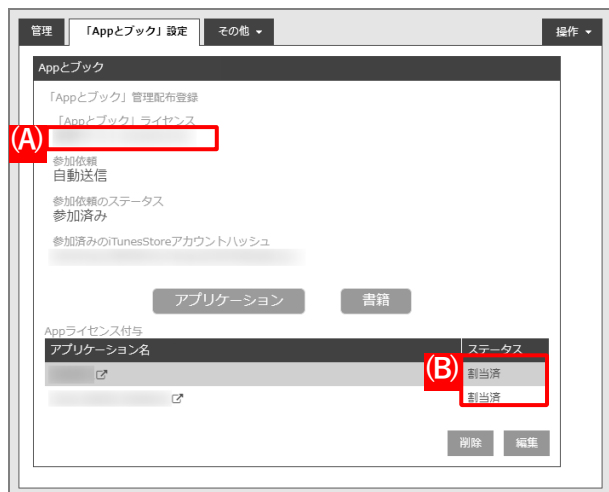 管理 「Appとブック」設定 その他 操作
Appとブック
「Appとブック」管理配布登録
「Appとブック」ライセンス
(A)
参加依頼
自動送信
参加依頼のステータス
参加済み
参加済みのiTunesStoreアカウントハッシュ
アプリケーション 書籍
Appライセンス付与
アプリケーション名 ステータス
(B) 割当済
割当済
削除 編集